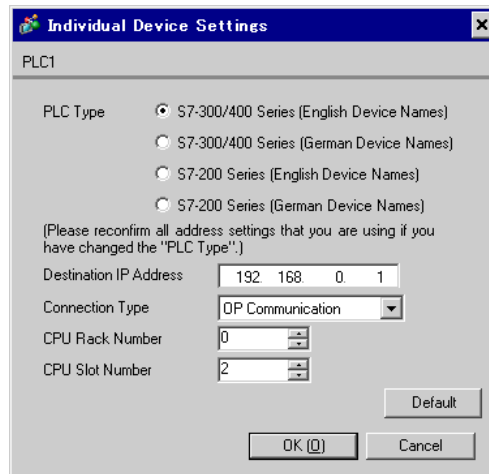 Individual Device Settings
PLC1
PLC Type
S7-300/400 Series (English Device Names)
S7-300/400 Series (German Device Names)
S7-200 Series (English Device Names)
S7-200 Series (German Device Names)
(Please reconfirm all address settings that you are using if you
have changed the "PLC Type".)
Destination IP Address 192. 168. 0. 1
Connection Type OP Communication
CPU Rack Number 0
CPU Slot Number 2
Default
OK (O) Cancel